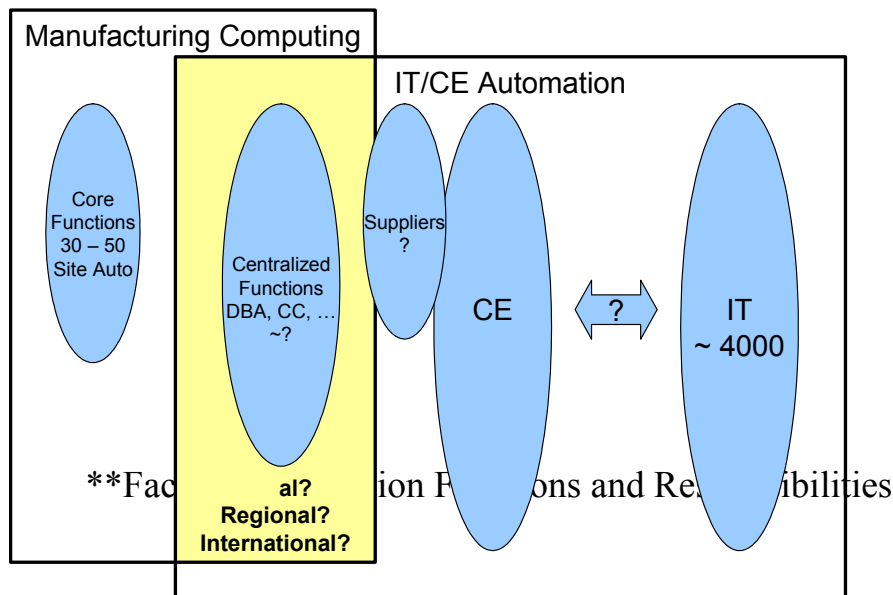 Manufacturing Computing
IT/CE Automation
Core
Functions
30 – 50
Site Auto
Centralized
Functions
DBA, CC, …
~?
Suppliers
?
CE
?
IT
~ 4000
**Fac ion F ons and Res ibilities
al?
Regional?
International?